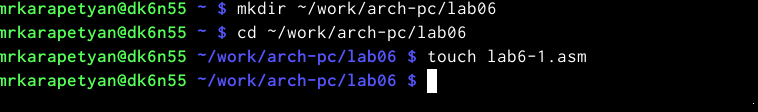 mrkarapetyan@dk6n55 ~ $ mkdir ~/work/arch-pc/lab06
mrkarapetyan@dk6n55 ~ $ cd ~/work/arch-pc/lab06
mrkarapetyan@dk6n55 ~/work/arch-pc/lab06 $ touch lab6-1.asm
mrkarapetyan@dk6n55 ~/work/arch-pc/lab06 $